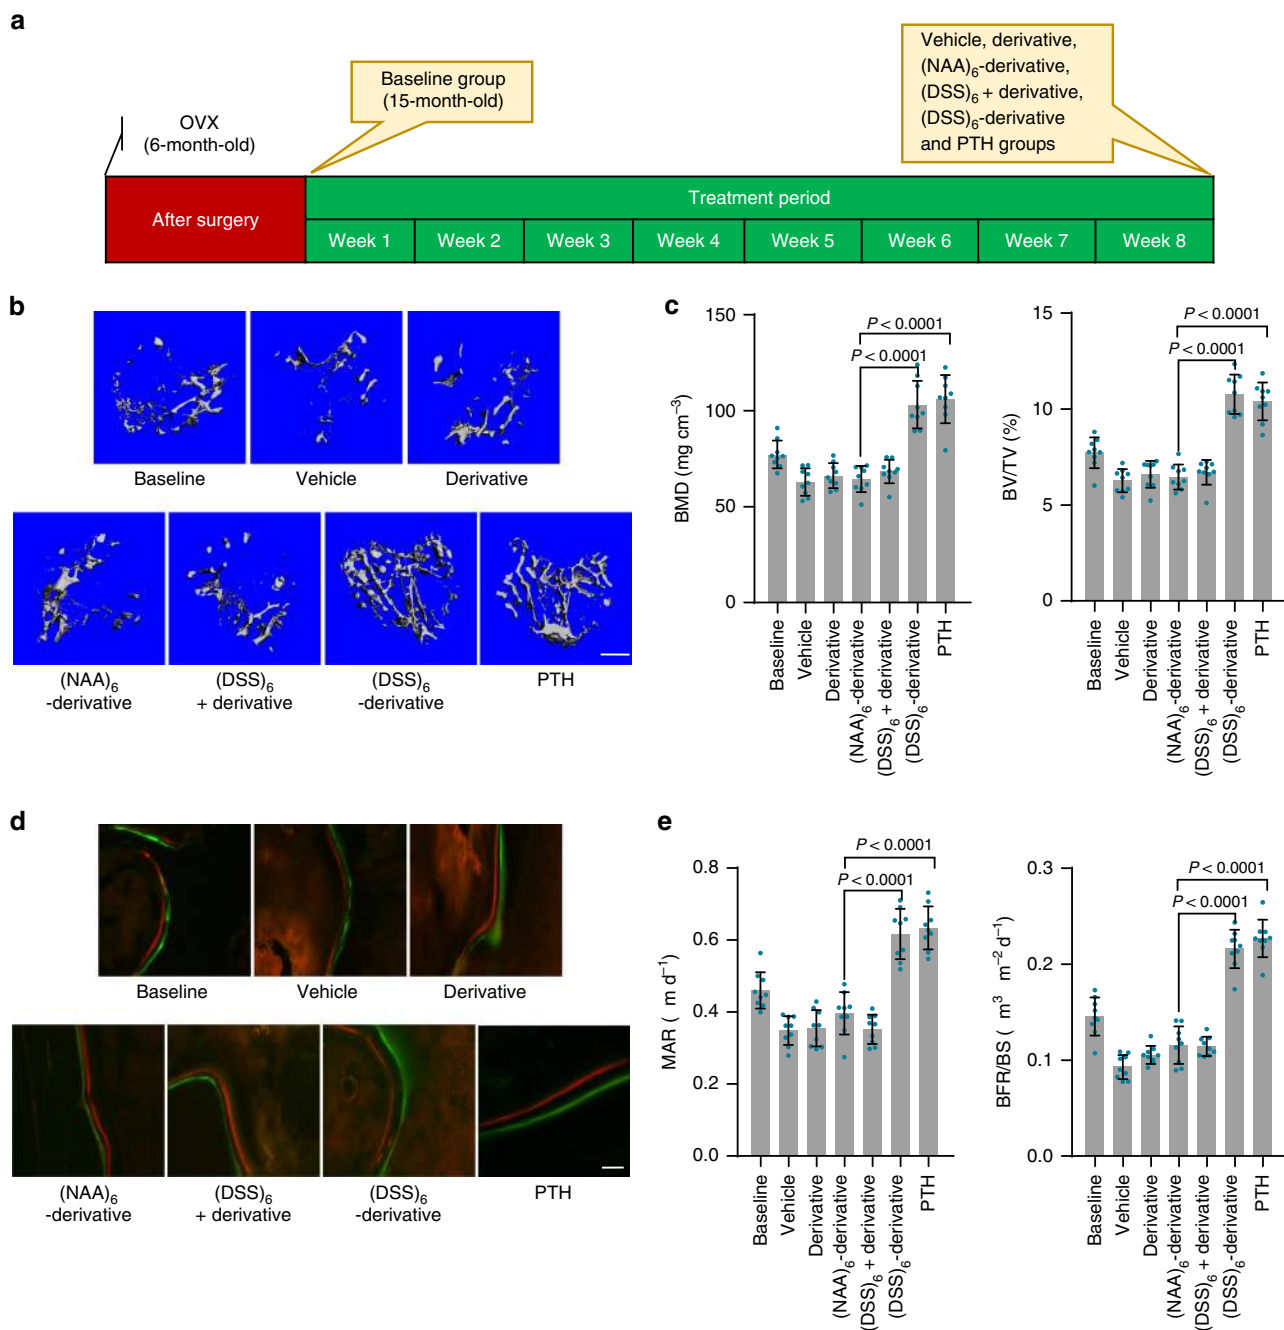 a
Baseline group
(15-month-old)
Vehicle, derivative,
(NAA)6-derivative,
(DSS)6 + derivative,
(DSS)6-derivative
and PTH groups
OVX
(6-month-old)
After surgery
Treatment period
Week 1
Week 2
Week 3
Week 4
Week 5
Week 6
Week 7
Week 8
b
Baseline
Vehicle
Derivative
(NAA)6
-derivative
(DSS)6
+ derivative
(DSS)6
-derivative
PTH
c
BMD (mg cm−3)
150
100
50
0
P < 0.0001
P < 0.0001
Baseline
Vehicle
Derivative
(NAA)6-derivative
(DSS)6 + derivative
(DSS)6-derivative
PTH
BV/TV (%)
15
10
5
0
P < 0.0001
P < 0.0001
Baseline
Vehicle
Derivative
(NAA)6-derivative
(DSS)6 + derivative
(DSS)6-derivative
PTH
d
Baseline
Vehicle
Derivative
(NAA)6
-derivative
(DSS)6
+ derivative
(DSS)6
-derivative
PTH
e
MAR ( m d−1)
0.8
0.6
0.4
0.2
0.0
P < 0.0001
P < 0.0001
Baseline
Vehicle
Derivative
(NAA)6-derivative
(DSS)6 + derivative
(DSS)6-derivative
PTH
BFR/BS ( m3 m−2 d−1)
0.3
0.2
0.1
0.0
P < 0.0001
P < 0.0001
Baseline
Vehicle
Derivative
(NAA)6-derivative
(DSS)6 + derivative
(DSS)6-derivative
PTH